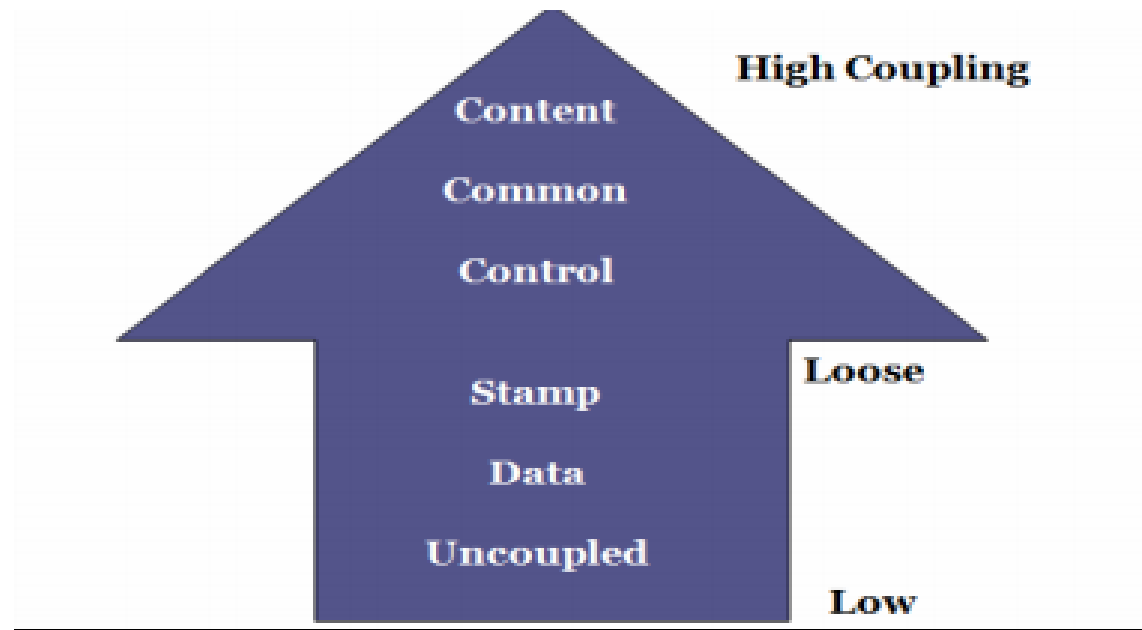 High Coupling
Content
Common
Control
Loose
Stamp
Data
Uncoupled
Low